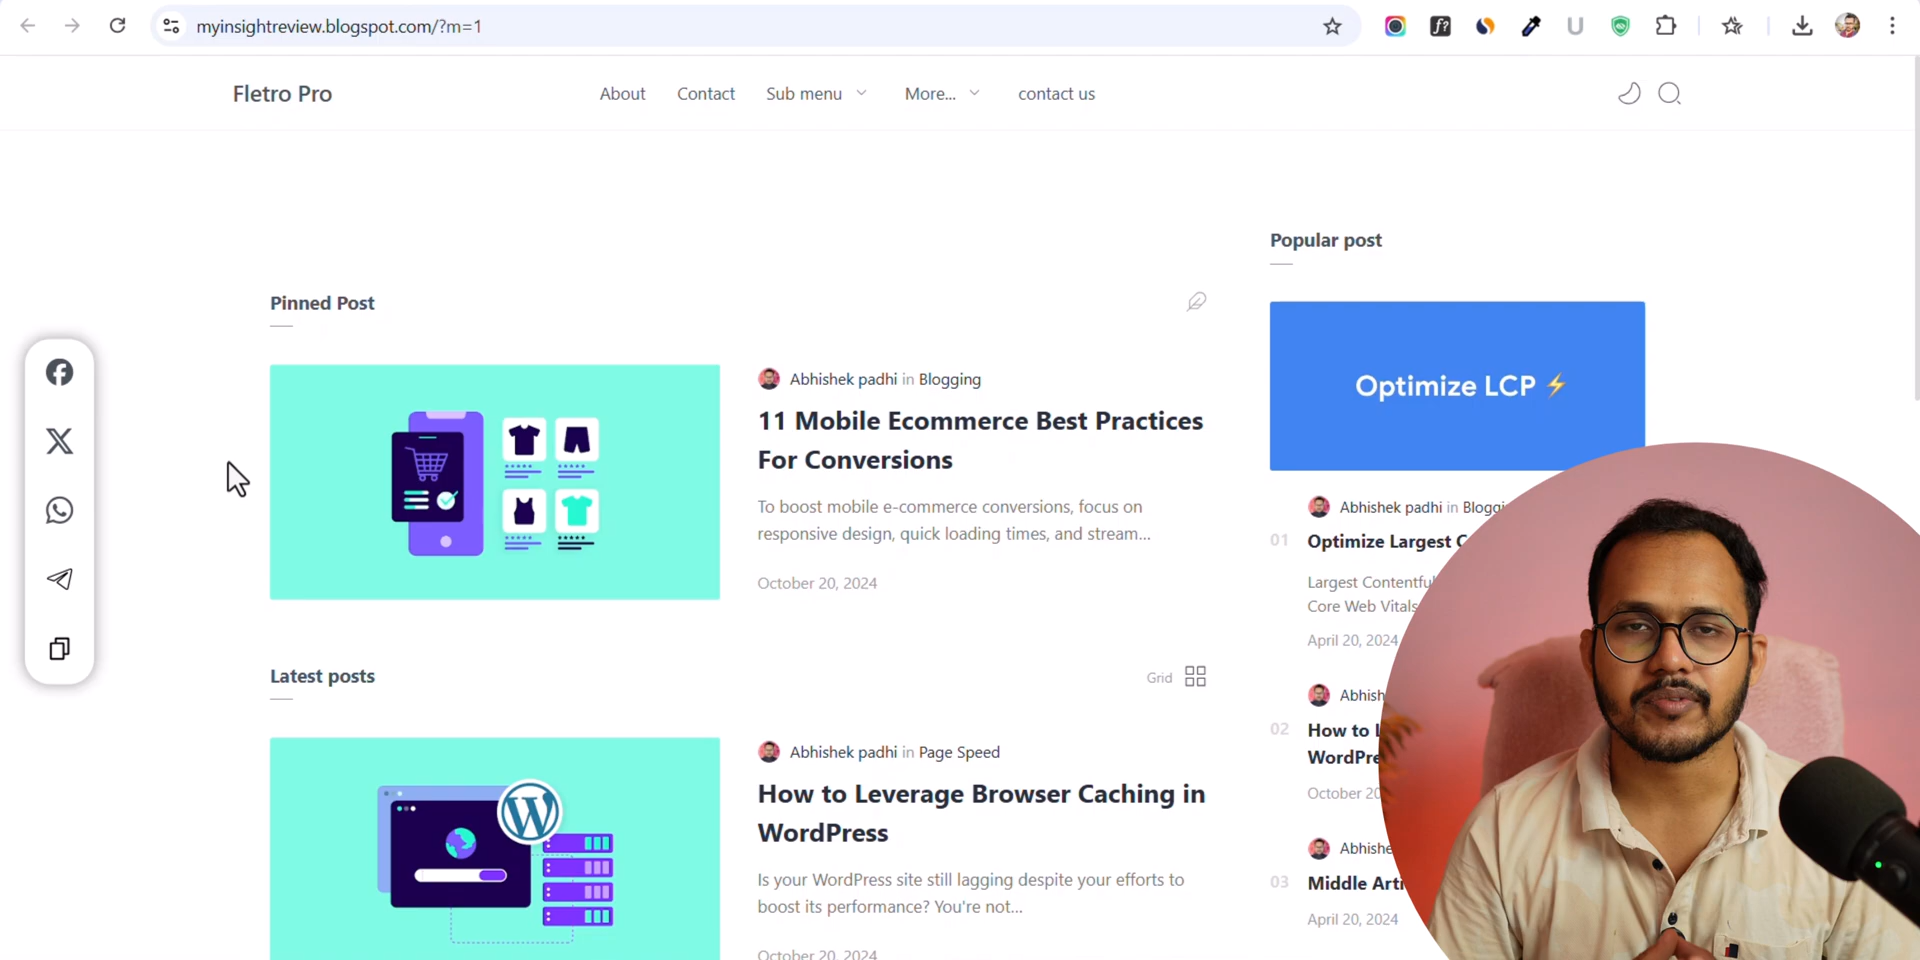 myinsightreview.blogspot.com/?m=1
Fletro Pro
About
Contact
Sub menu
More...
contact us
Pinned Post
Abhishek padhi in Blogging
11 Mobile Ecommerce Best Practices
For Conversions
To boost mobile e-commerce conversions, focus on
responsive design, quick loading times, and stream...
October 20, 2024
Latest posts
Grid
Abhishek padhi in Page Speed
How to Leverage Browser Caching in
WordPress
Is your WordPress site still lagging despite your efforts to
boost its performance? You're not...
October 20, 2024
Popular post
Optimize LCP ⚡
Abhishek padhi in Bloggi
01
Optimize Largest C
Largest Contentful
Core Web Vitals
April 20, 2024
Abhish
02
How to
WordPre
October 20
Abhishe
03
Middle Arti
April 20, 2024